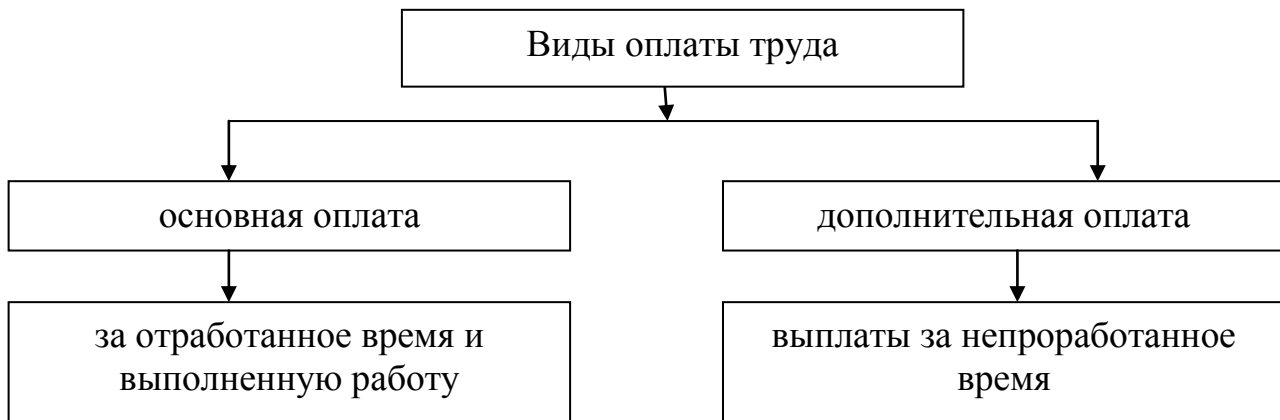 Виды оплаты труда
основная оплата
дополнительная оплата
за отработанное время и
выполненную работу
выплаты за непроработанное
время